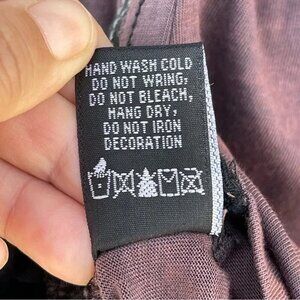 HAND WASH COLD
DO NOT WRING,
DO NOT BLEACH,
HANG DRY,
DO NOT IRON
DECORATION